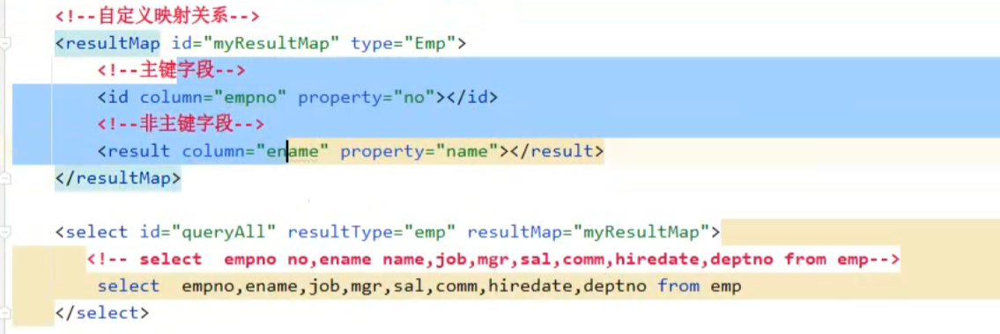 <!--自定义映射关系-->
<resultMap id="myResultMap" type="Emp">
<!--主键字段-->
<id column="empno" property="no"></id>
<!--非主键字段-->
<result column="ename" property="name"></result>
</resultMap>
<select id="queryAll" resultType="emp" resultMap="myResultMap">
<!-- select  empno no,ename name,job,mgr,sal,comm,hiredate,deptno from emp-->
select  empno,ename,job,mgr,sal,comm,hiredate,deptno from emp
</select>